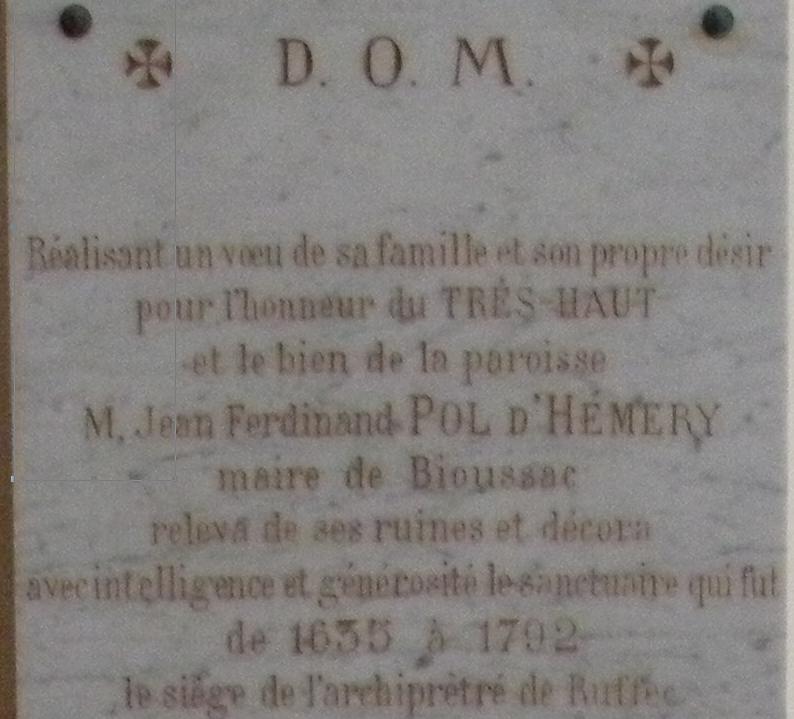 D. O. M.
Réalisant un vœu de sa famille et son propre désir
pour l'honneur du TRÈS-HAUT
et le bien de la paroisse
M. Jean Ferdinand POL D'HÉMERY
maire de Bioussac
releva de ses ruines et décora
avec intelligence et générosité le sanctuaire qui fut
de 1635 à 1792
le siége de l'archiprêtré de Ruffec